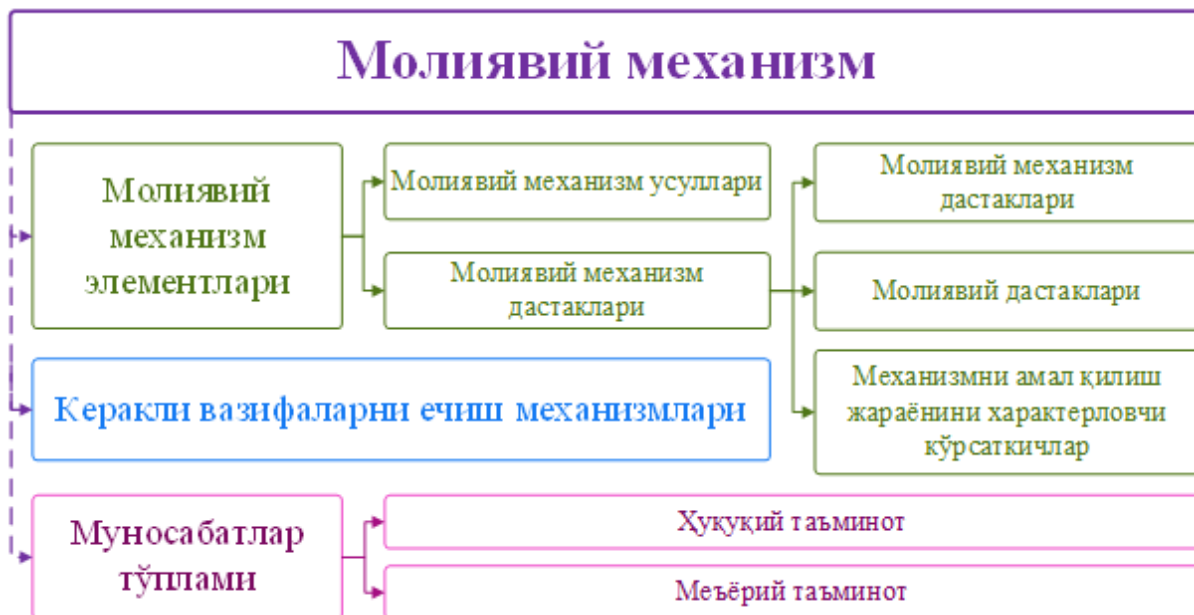 Молиявий механизм
Молиявий
механизм
элементлари
Молиявий механизм усуллари
Молиявий механизм
дастаклари
Молиявий механизм
дастаклари
Молиявий дастаклари
Механизмни амал қилиш
жараёнини характерловчи
кўрсаткичлар
Керакли вазифаларни ечиш механизмлари
Муносабатлар
тўплами
Ҳуқуқий таъминот
Меъёрий таъминот